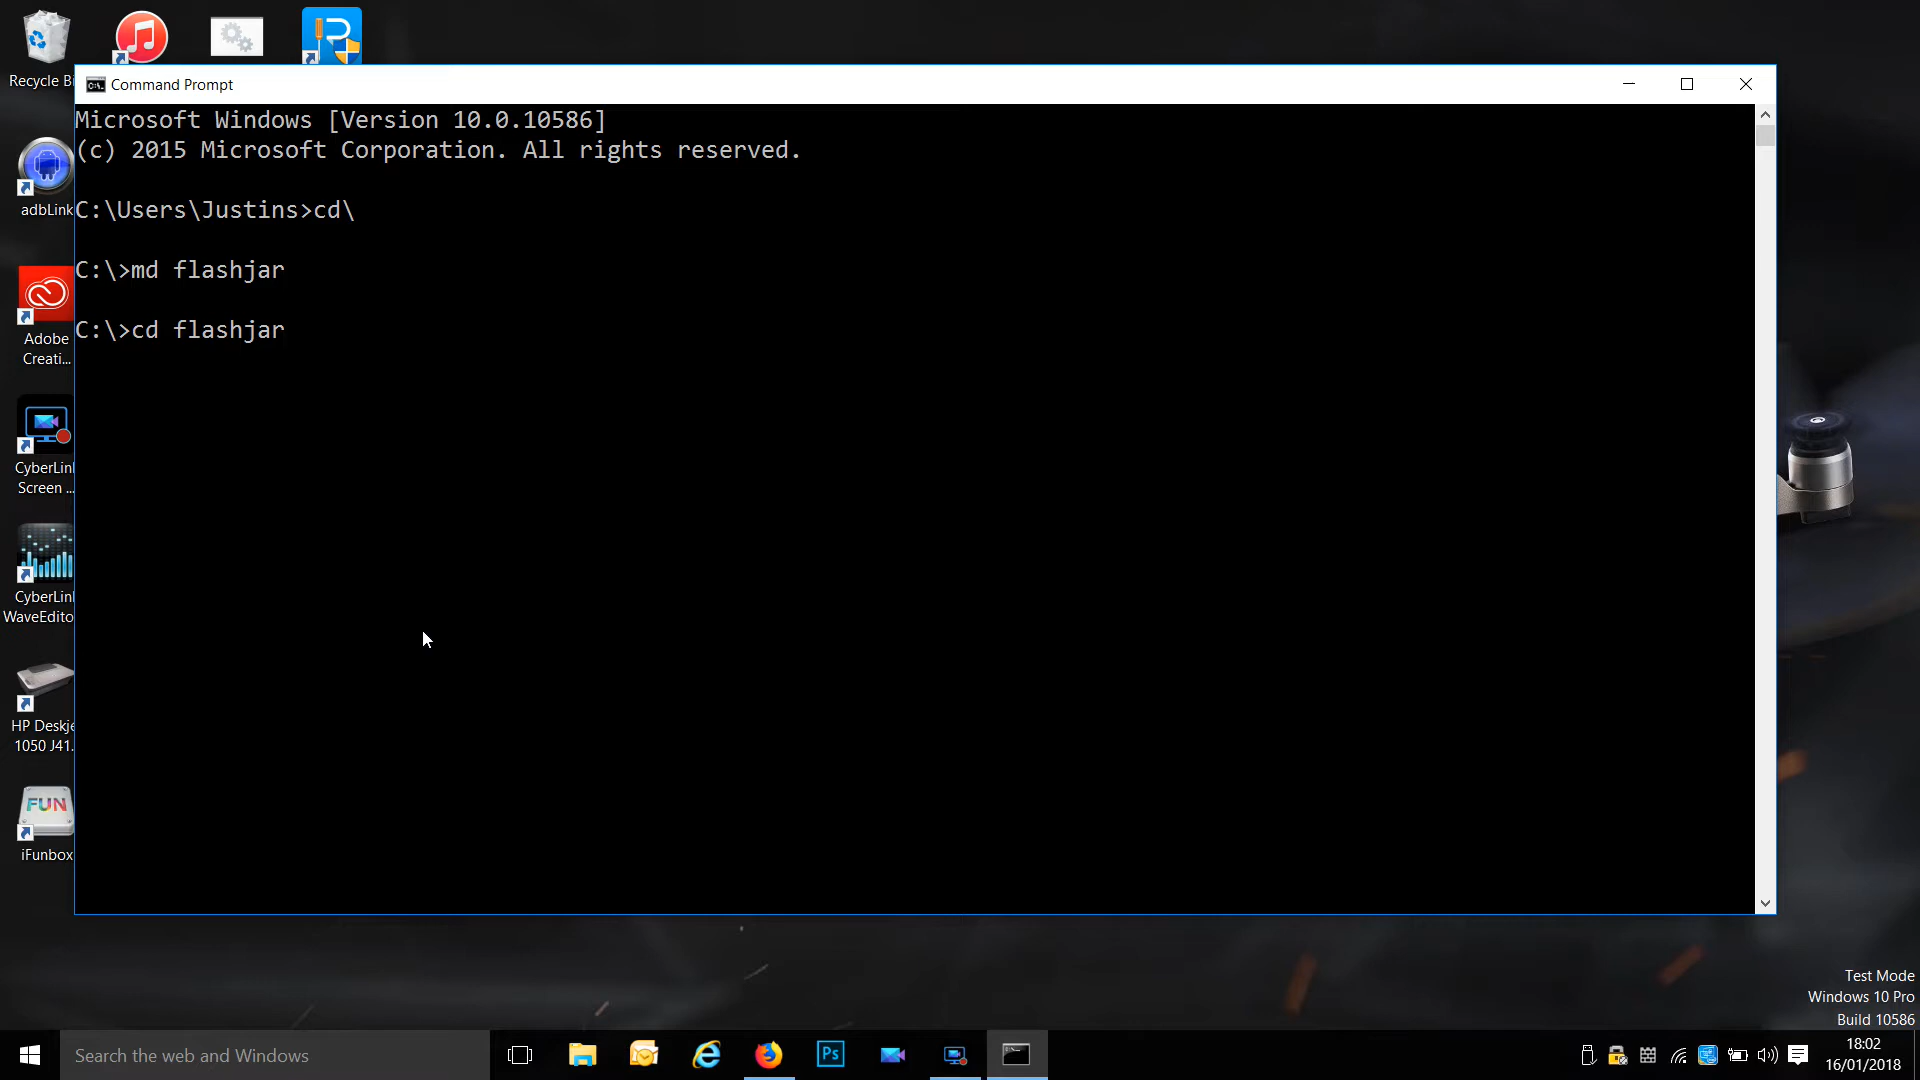 Recycle Bi
Command Prompt
Microsoft Windows [Version 10.0.10586]
(c) 2015 Microsoft Corporation. All rights reserved.
C:\Users\Justins>cd\
C:\>md flashjar
C:\>cd flashjar
adbLink
Adobe
Creati...
CyberLin
Screen ...
CyberLin
WaveEdito
HP Deskje
1050 J41.
FUN
iFunbox
Test Mode
Windows 10 Pro
Build 10586
Search the web and Windows
Ps
18:02
16/01/2018